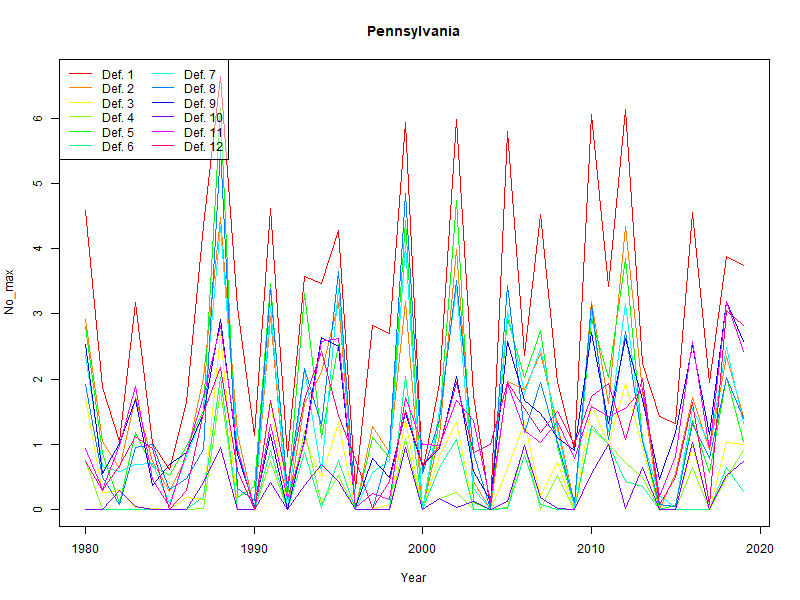 Pennsylvania
Def. 1 Def. 7
Def. 2 Def. 8
Def. 3 Def. 9
Def. 4 Def. 10
Def. 5 Def. 11
Def. 6 Def. 12
No_max
6
5
4
3
2
1
0
1980 1990 2000 2010 2020
Year